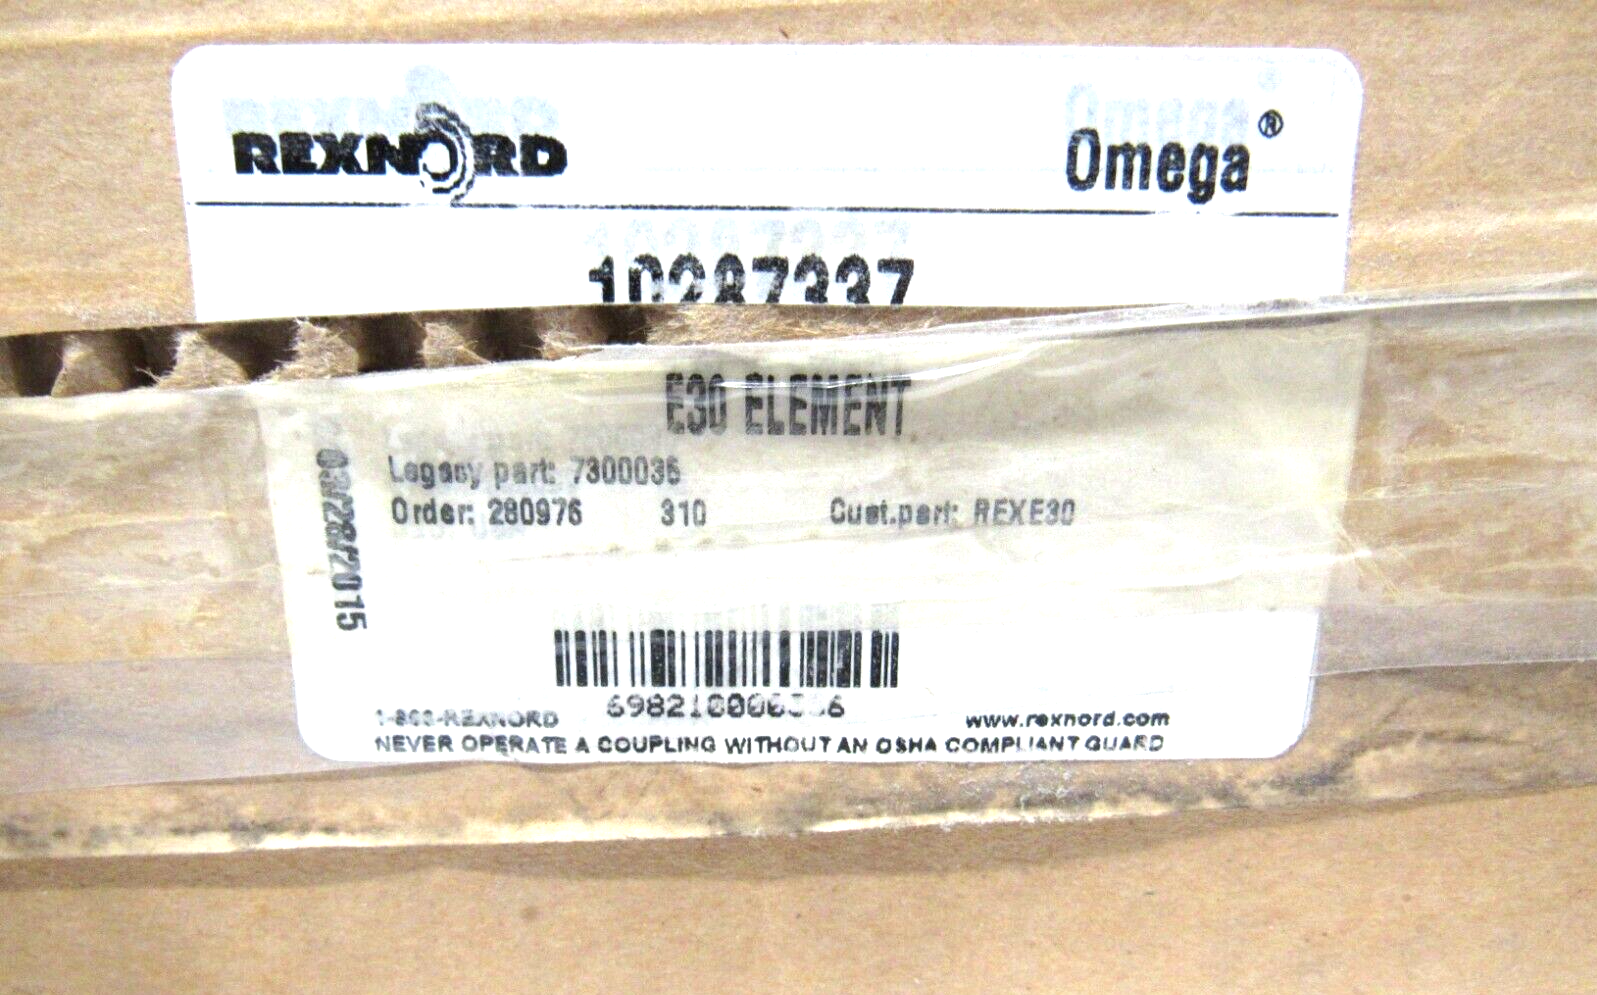 REXNORD
Omega®
10287337
E30 ELEMENT
Legacy part: 7300036
Order: 280976 310 Cust.part: REXE30
03/28/2015
1-866-REXNORD
www.rexnord.com
NEVER OPERATE A COUPLING WITHOUT AN OSHA COMPLIANT GUARD